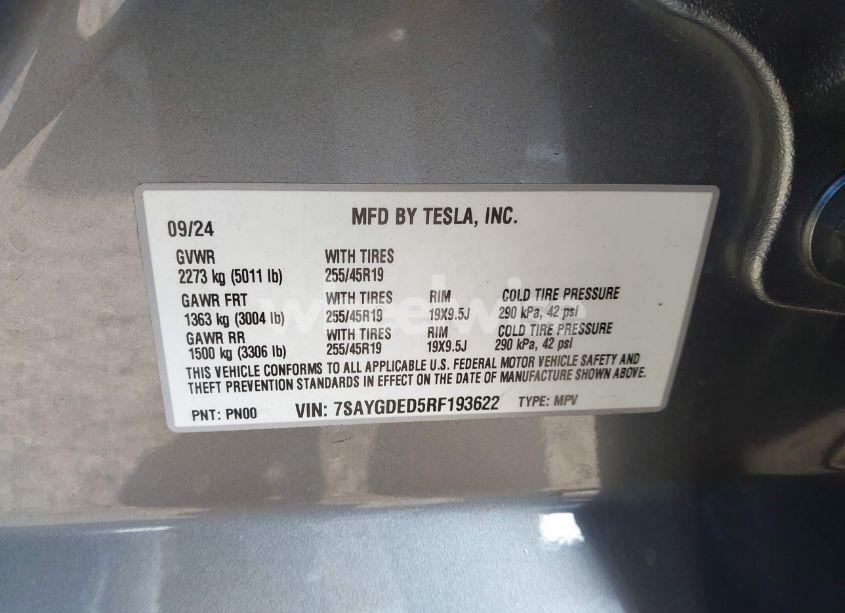 MFD BY TESLA, INC.
09/24
GVWR WITH TIRES
2273 kg (5011 lb) 255/45R19
GAWR FRT WITH TIRES RIM COLD TIRE PRESSURE
1363 kg (3004 lb) 255/45R19 19X9.5J 290 kPa, 42 psi
GAWR RR WITH TIRES RIM COLD TIRE PRESSURE
1500 kg (3306 lb) 255/45R19 19X9.5J 290 kPa, 42 psi
THIS VEHICLE CONFORMS TO ALL APPLICABLE U.S. FEDERAL MOTOR VEHICLE SAFETY AND
THEFT PREVENTION STANDARDS IN EFFECT ON THE DATE OF MANUFACTURE SHOWN ABOVE.
PNT: PN00 VIN: 7SAYGDED5RF193622 TYPE: MPV